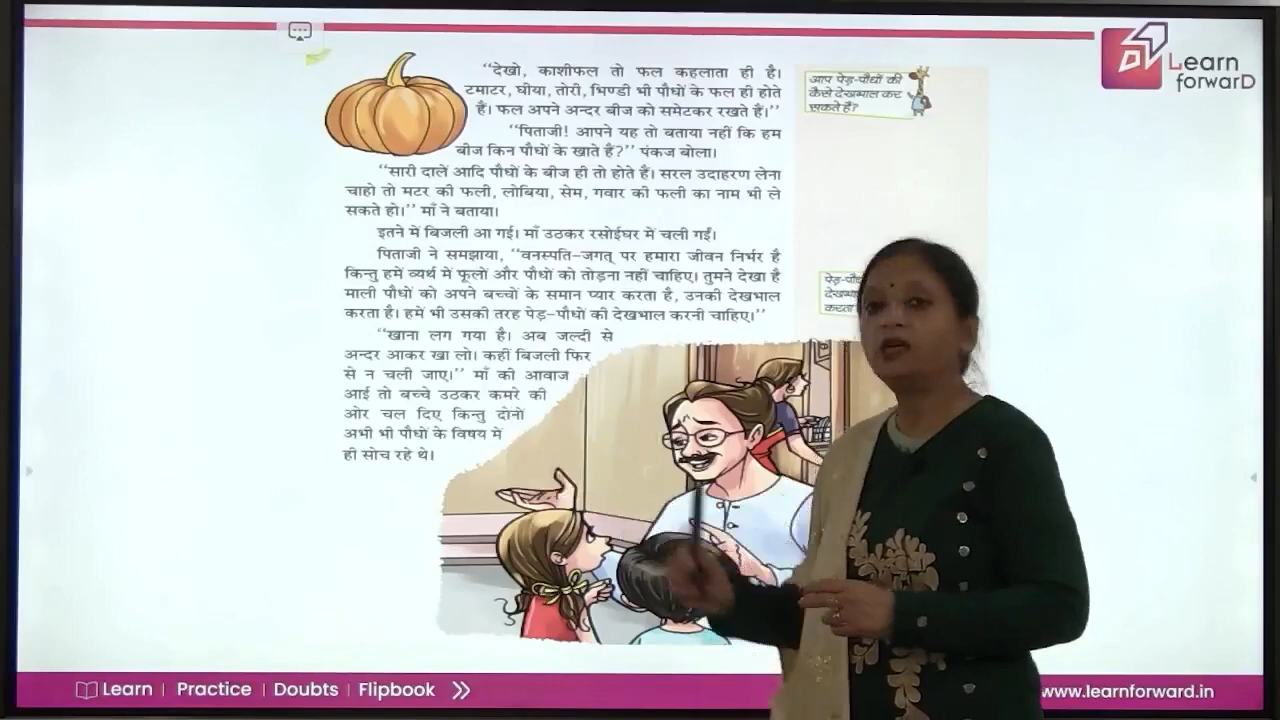 Learn
forwarD
"देखो, काशीफल तो फल कहलाता ही है।
टमाटर, घीया, तोरी, भिण्डी भी पौधों के फल ही होते
हैं। फल अपने अन्दर बीज को समेटकर रखते हैं।"
"पिताजी! आपने यह तो बताया नहीं कि हम
बीज किन पौधों के खाते हैं?" पंकज बोला।
"सारी दालें आदि पौधों के बीज ही तो होते हैं। सरल उदाहरण लेना
चाहो तो मटर की फली, लोबिया, सेम, गवार की फली का नाम भी ले
सकते हो।" माँ ने बताया।
इतने में बिजली आ गई। माँ उठकर रसोईघर में चली गईं।
पिताजी ने समझाया, "वनस्पति-जगत् पर हमारा जीवन निर्भर है
किन्तु हमें व्यर्थ में फूलों और पौधों को तोड़ना नहीं चाहिए। तुमने देखा है
माली पौधों को अपने बच्चों के समान प्यार करता है, उनकी देखभाल
करता है। हमें भी उसकी तरह पेड़-पौधों की देखभाल करनी चाहिए।"
"खाना लग गया है। अब जल्दी से
अन्दर आकर खा लो। कहीं बिजली फिर
से न चली जाए।" माँ की आवाज
आई तो बच्चे उठकर कमरे की
ओर चल दिए किन्तु दोनों
अभी भी पौधों के विषय में
ही सोच रहे थे।
आप पेड़-पौधों की
कैसे देखभाल कर
सकते हैं?
करता
Learn | Practice | Doubts | Flipbook
www.learnforward.in